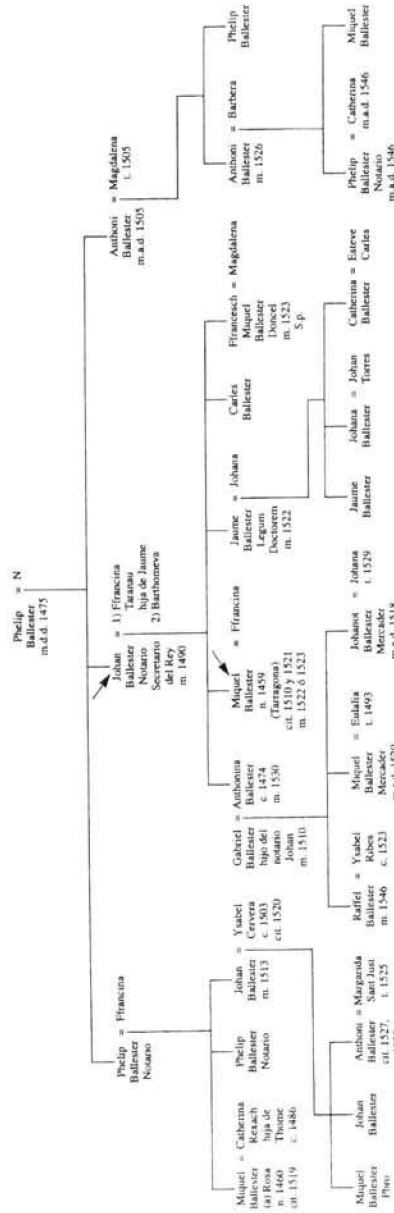 Phelip = N
Ballester
m.d.d. 1475
Phelip = Ffrancina
Ballester
Notario
Johan = 1) Ffrancina
Ballester Taranau
Notario hija de Jaume
Secretario 2) Barthomeva
del Rey
m. 1490
Anthoni = Magdalena
Ballester t. 1505
m.a.d. 1505
Miquel = Catherina
Ballester Rexach
(a) Rosa hija de
n. 1460 Thome
cit. 1519 c. 1486
Phelip
Ballester
Notario
Johan = Ysabel
Ballester Cervera
m. 1513 c. 1503
cit. 1520
Gabriel = Anthonina
Ballester Ballester
hijo del c. 1474
notario m. 1530
Johan
m. 1510
Miquel = Ffrancina
Ballester
n. 1459
(Tarragona)
cit. 1510 y 1521
m. 1522 ó 1523
Jaume = Johana
Ballester
Legum
Doctorem
m. 1522
Carles
Ballester
Ffrancesch = Magdalena
Miquel
Ballester
Doncel
m. 1523
S.p.
Anthoni = Barbera
Ballester
m. 1526
Phelip
Ballester
Miquel
Ballester
Pbro
Johan
Ballester
Anthoni = Margarida
Ballester Sant Just
cit. 1527, t. 1525
Raffel = Ysabel
Ballester Ribes
m. 1546 c. 1523
Miquel = Eulalia
Ballester t. 1493
Mercader
m.a.d. 1529
Johanot = Johana
Ballester t. 1529
Mercader
m.a.d. 1518
Jaume
Ballester
Johana = Johan
Ballester Torres
Catherina = Esteve
Ballester Carles
Phelip = Catherina
Ballester m.a.d. 1546
Notario
m.a.d. 1546
Miquel
Ballester